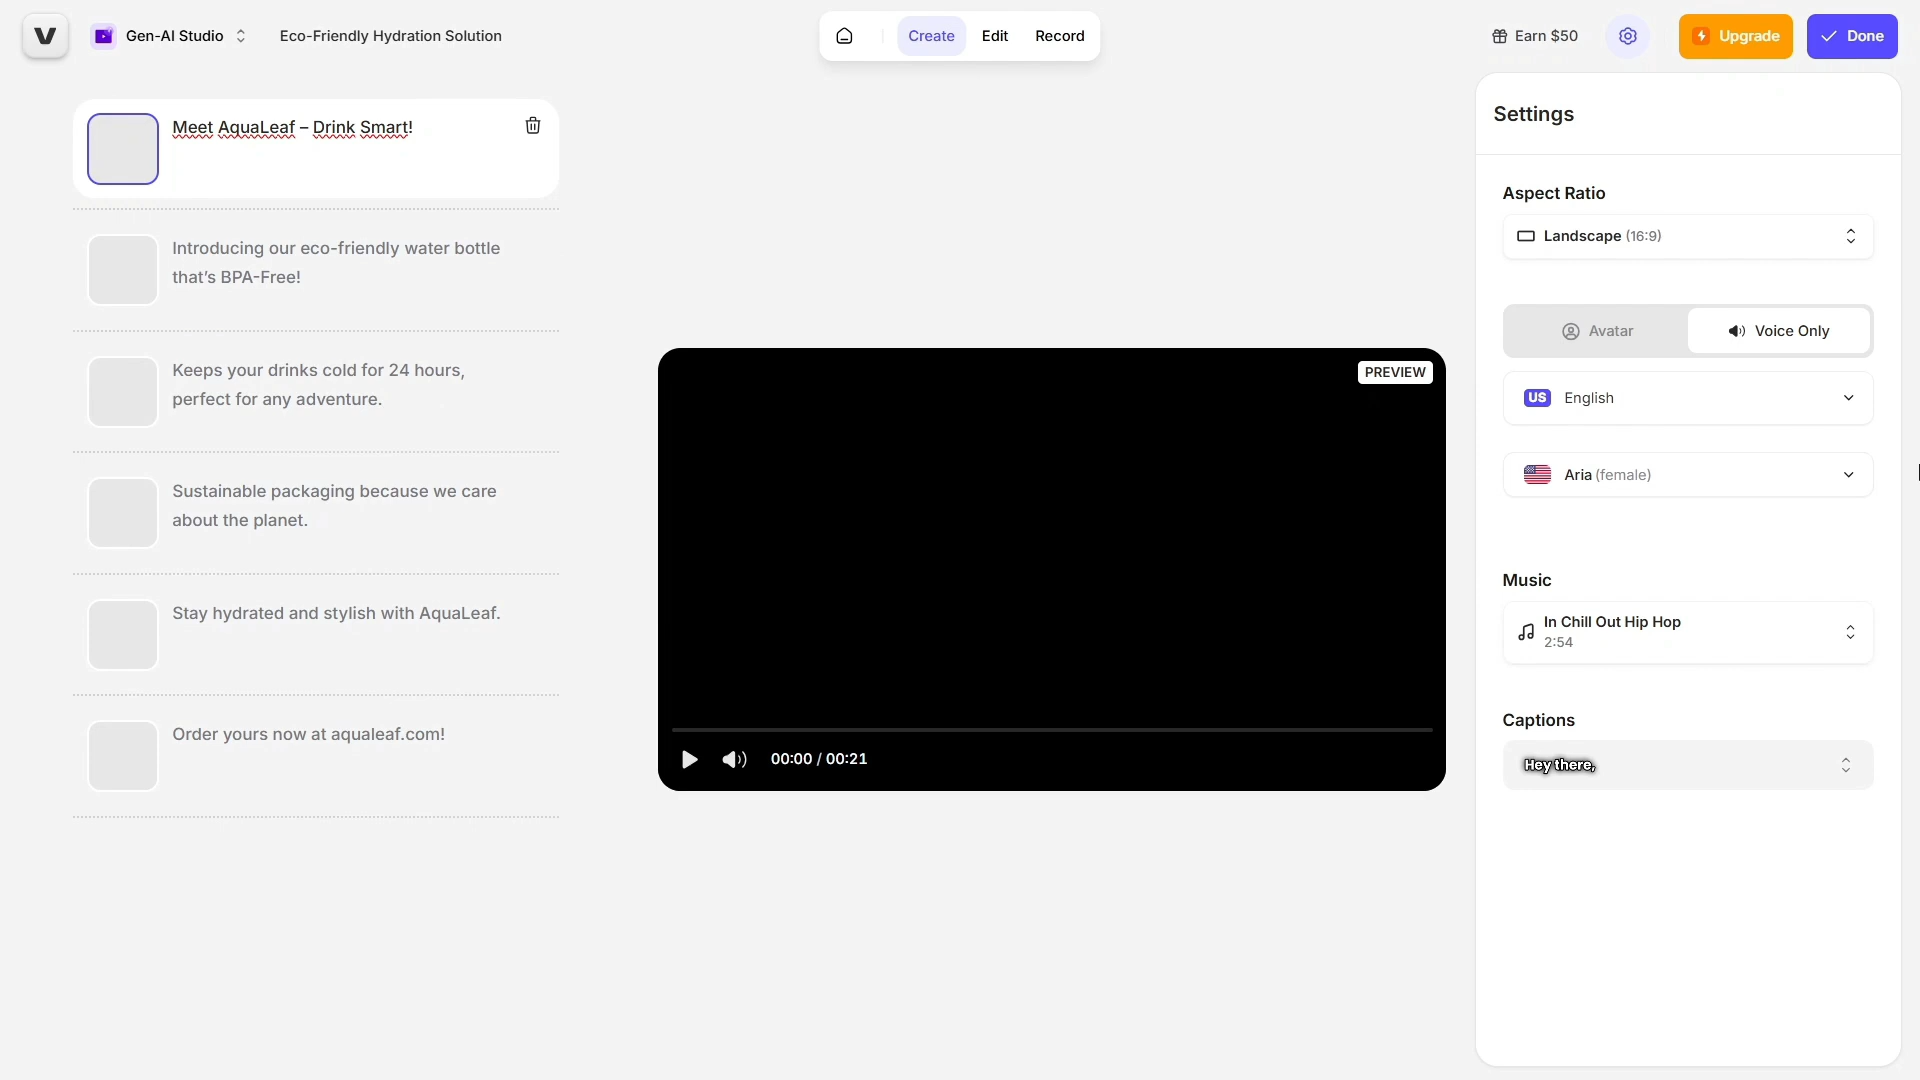 V
Gen-AI Studio
Eco-Friendly Hydration Solution
Create
Edit
Record
Earn $50
Upgrade
Done
Meet AquaLeaf – Drink Smart!
Introducing our eco-friendly water bottle
that’s BPA-Free!
Keeps your drinks cold for 24 hours,
perfect for any adventure.
Sustainable packaging because we care
about the planet.
Stay hydrated and stylish with AquaLeaf.
Order yours now at aqualeaf.com!
PREVIEW
00:00 / 00:21
Settings
Aspect Ratio
Landscape (16:9)
Avatar
Voice Only
US English
Aria (female)
Music
In Chill Out Hip Hop
2:54
Captions
Hey there,